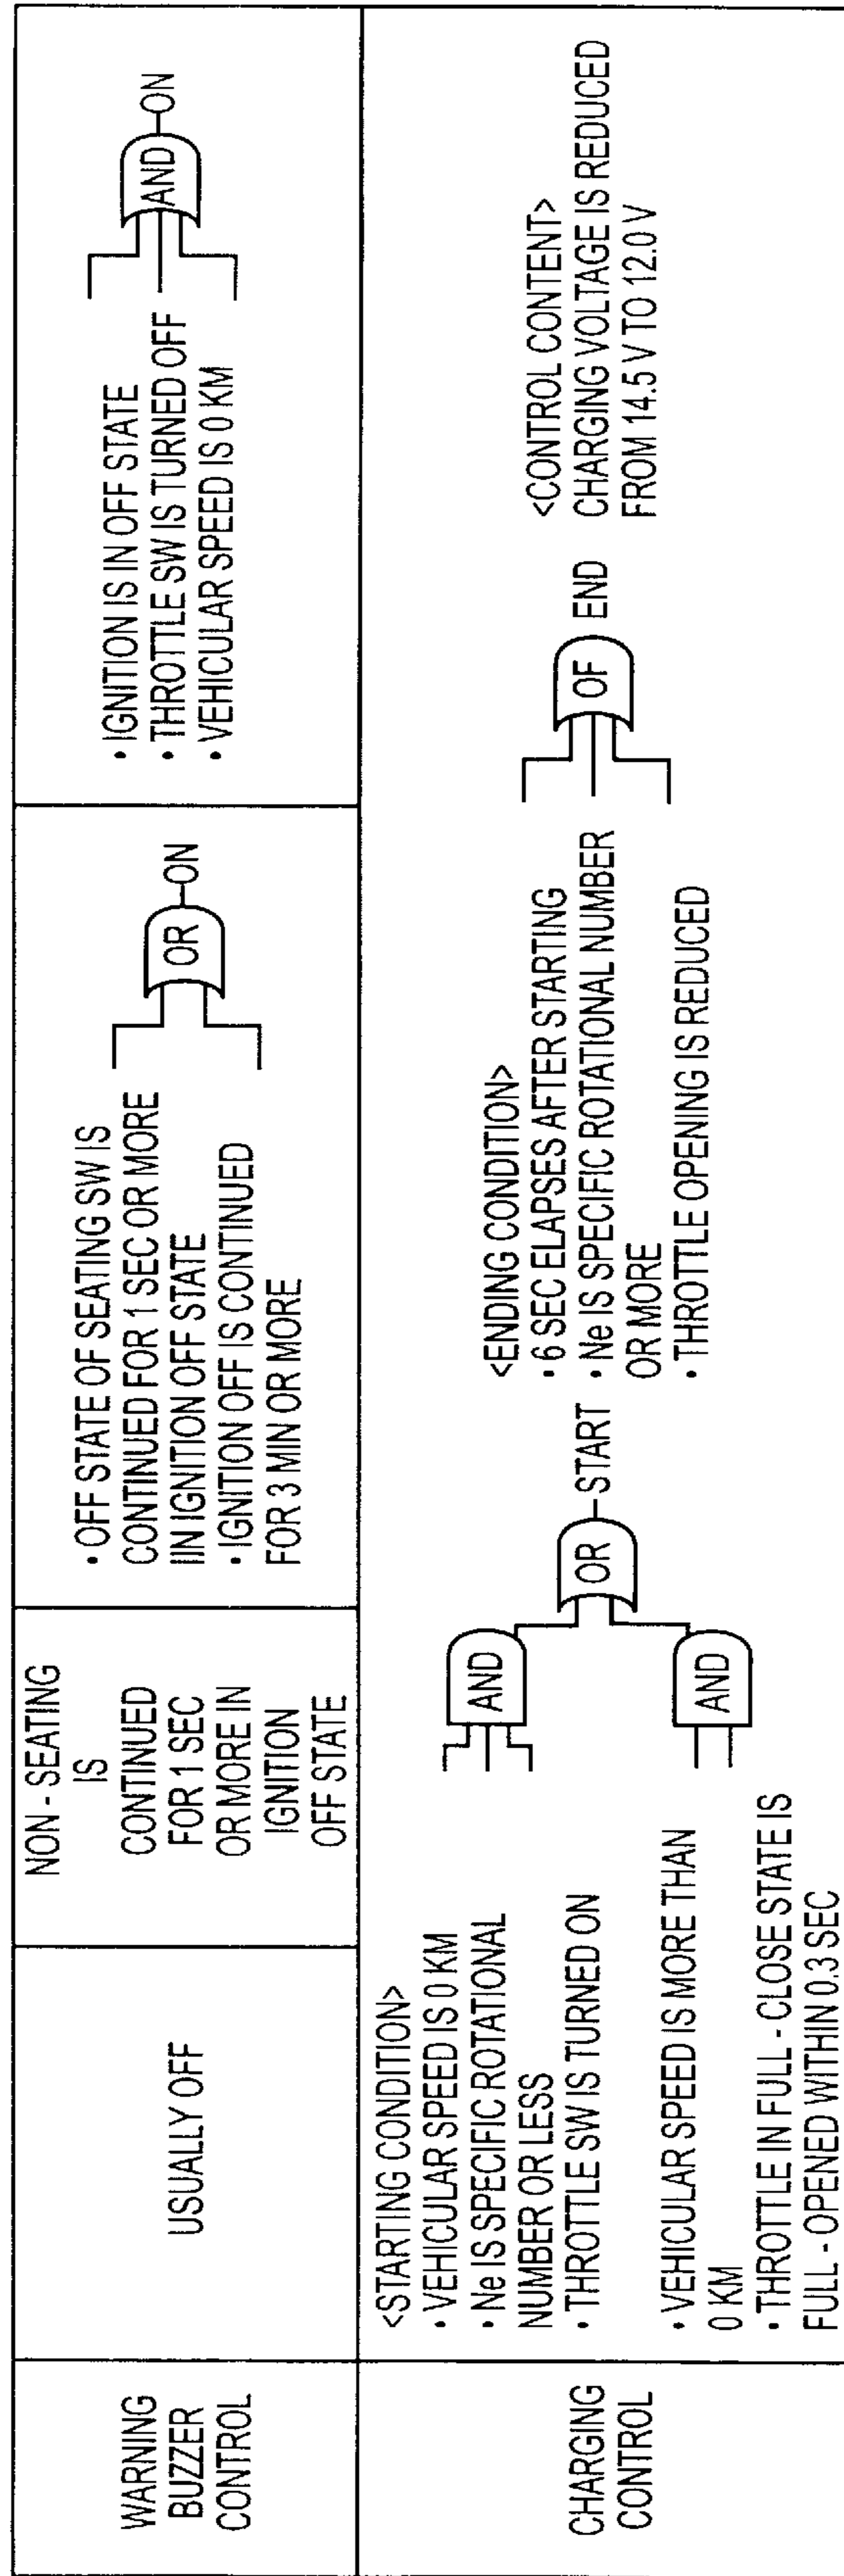 WARNING
BUZZER
CONTROL
USUALLY OFF
NON - SEATING
IS
CONTINUED
FOR 1 SEC
OR MORE IN
IGNITION
OFF STATE
• OFF STATE OF SEATING SW IS
CONTINUED FOR 1 SEC OR MORE
IIN IGNITION OFF STATE
• IGNITION OFF IS CONTINUED
FOR 3 MIN OR MORE
OR
ON
• IGNITION IS IN OFF STATE
• THROTTLE SW IS TURNED OFF
• VEHICULAR SPEED IS 0 KM
AND
ON
CHARGING
CONTROL
<STARTING CONDITION>
• VEHICULAR SPEED IS 0 KM
• Ne IS SPECIFIC ROTATIONAL
NUMBER OR LESS
• THROTTLE SW IS TURNED ON
• VEHICULAR SPEED IS MORE THAN
0 KM
• THROTTLE IN FULL - CLOSE STATE IS
FULL - OPENED WITHIN 0.3 SEC
AND
AND
OR
START
<ENDING CONDITION>
• 6 SEC ELAPSES AFTER STARTING
• Ne IS SPECIFIC ROTATIONAL NUMBER
OR MORE
• THROTTLE OPENING IS REDUCED
OF
END
<CONTROL CONTENT>
CHARGING VOLTAGE IS REDUCED
FROM 14.5 V TO 12.0 V